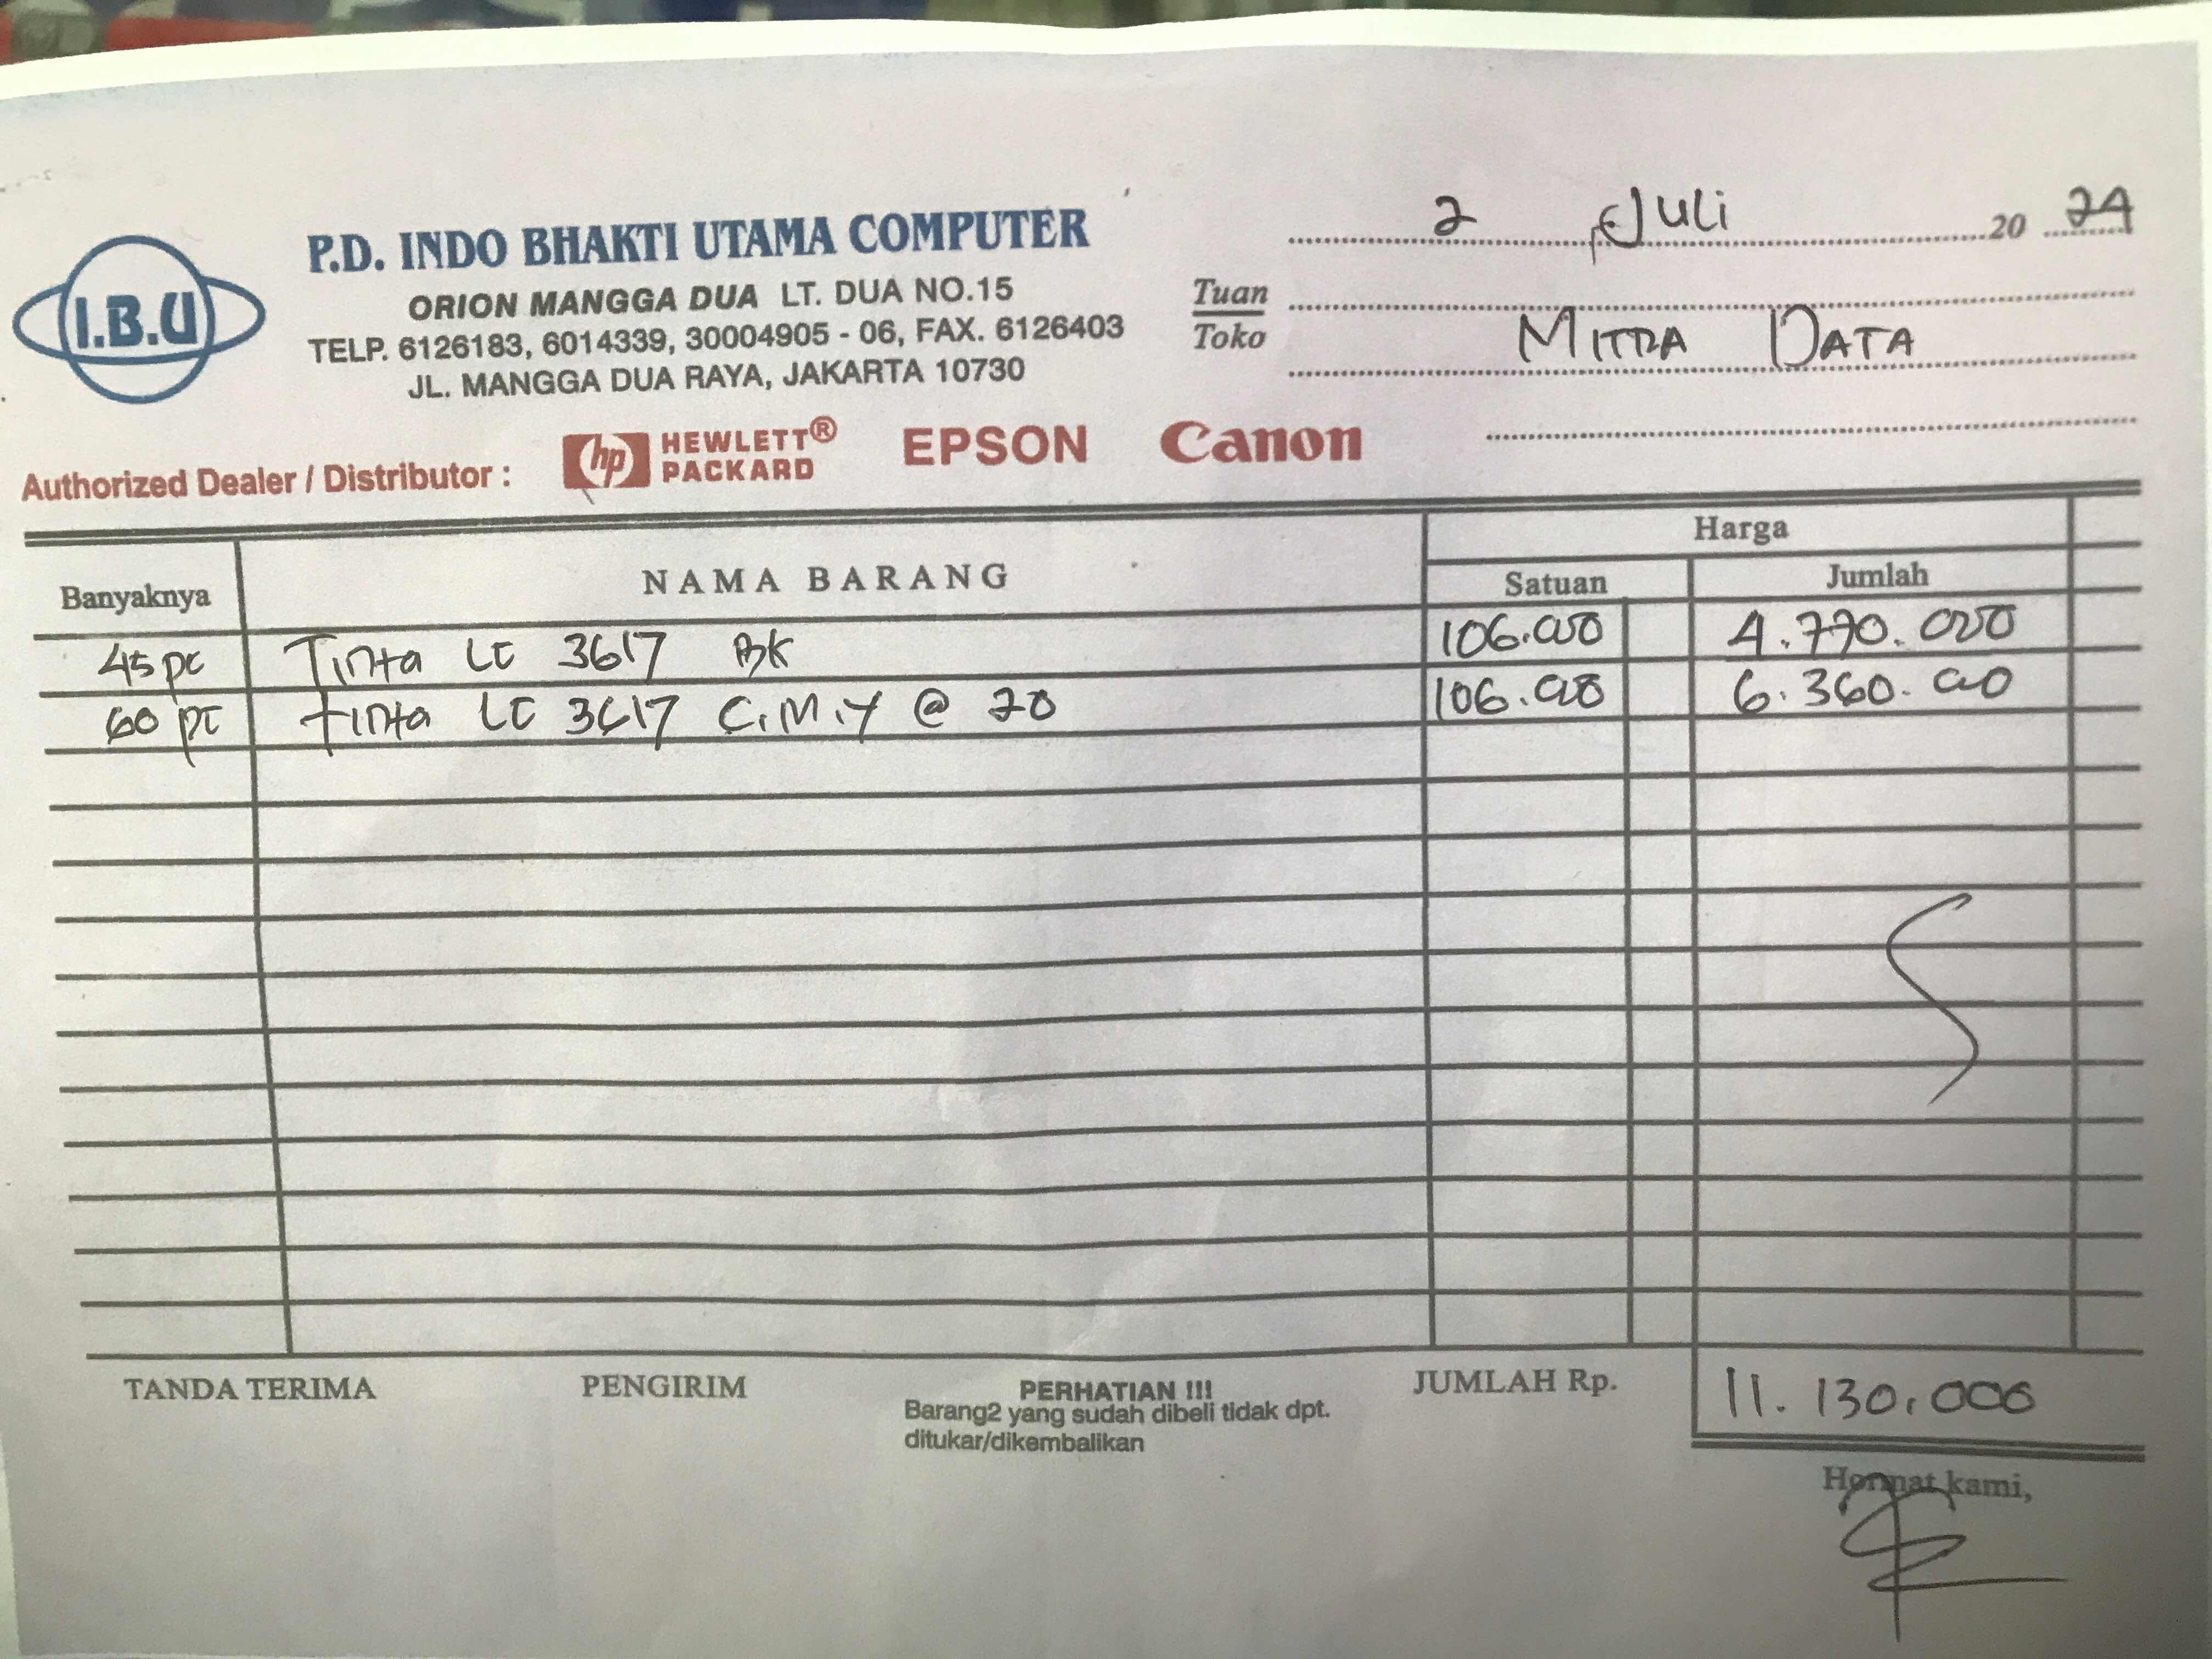 I.B.U
P.D. INDO BHAKTI UTAMA COMPUTER
ORION MANGGA DUA LT. DUA NO.15
TELP. 6126183, 6014339, 30004905 - 06, FAX. 6126403
JL. MANGGA DUA RAYA, JAKARTA 10730
2 Juli 20 24
Tuan
Toko
MITRA DATA
Authorized Dealer / Distributor : hp HEWLETT® PACKARD EPSON Canon
Banyaknya NAMA BARANG Harga
Satuan Jumlah
45 pc Tinta LC 3617 BK 106.000 4.770.000
60 pc tinta LC 3617 C.M.Y @ 20 106.000 6.360.000
TANDA TERIMA PENGIRIM PERHATIAN !!! JUMLAH Rp. 11.130.000
Barang2 yang sudah dibeli tidak dpt.
ditukar/dikembalikan
Hormat kami,